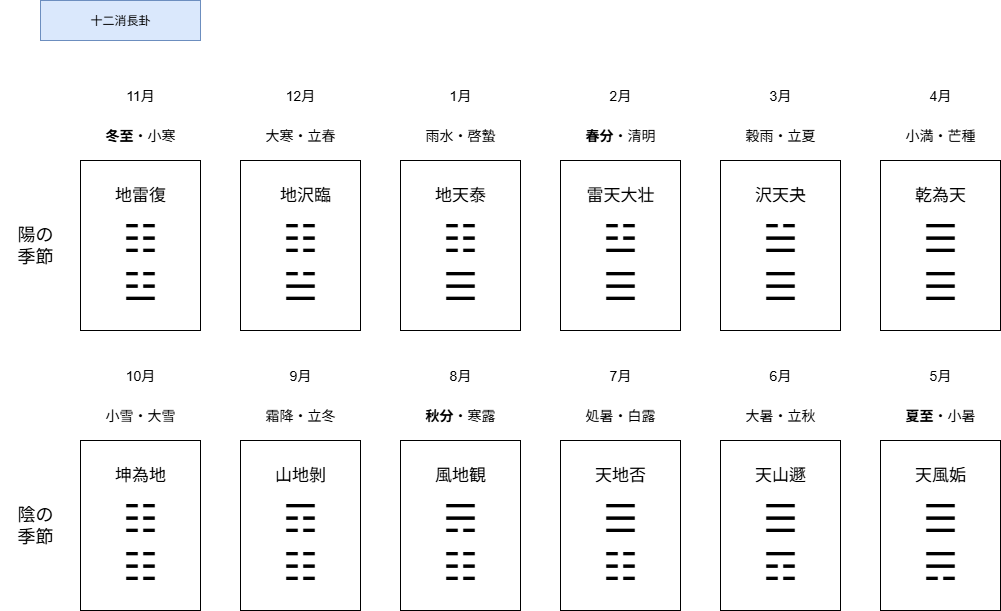 十二消長卦
11月
12月
1月
2月
3月
4月
冬至・小寒
大寒・立春
雨水・啓蟄
春分・清明
穀雨・立夏
小満・芒種
陽の
季節
地雷復
地沢臨
地天泰
雷天大壮
沢天夬
乾為天
10月
9月
8月
7月
6月
5月
小雪・大雪
霜降・立冬
秋分・寒露
処暑・白露
大暑・立秋
夏至・小暑
陰の
季節
坤為地
山地剝
風地観
天地否
天山遯
天風姤